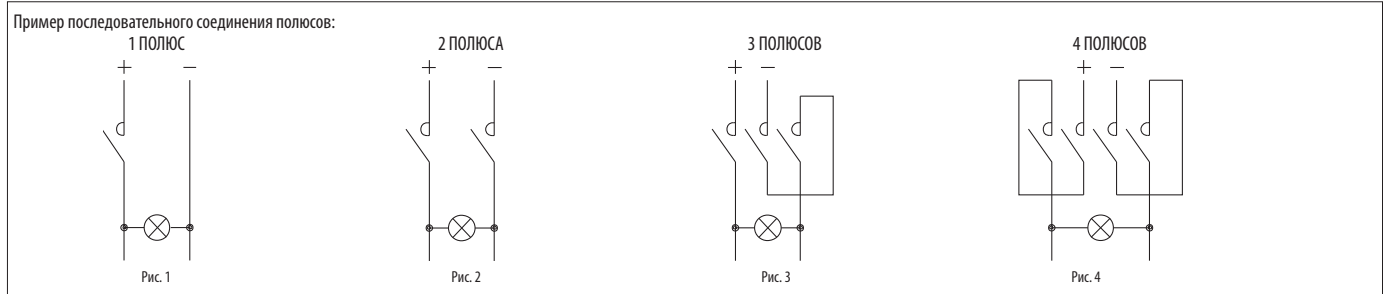 Пример последовательного соединения полюсов:
1 ПОЛЮС 2 ПОЛЮСА 3 ПОЛЮСОВ 4 ПОЛЮСОВ
+ — + — + — + —
Рис. 1 Рис. 2 Рис. 3 Рис. 4